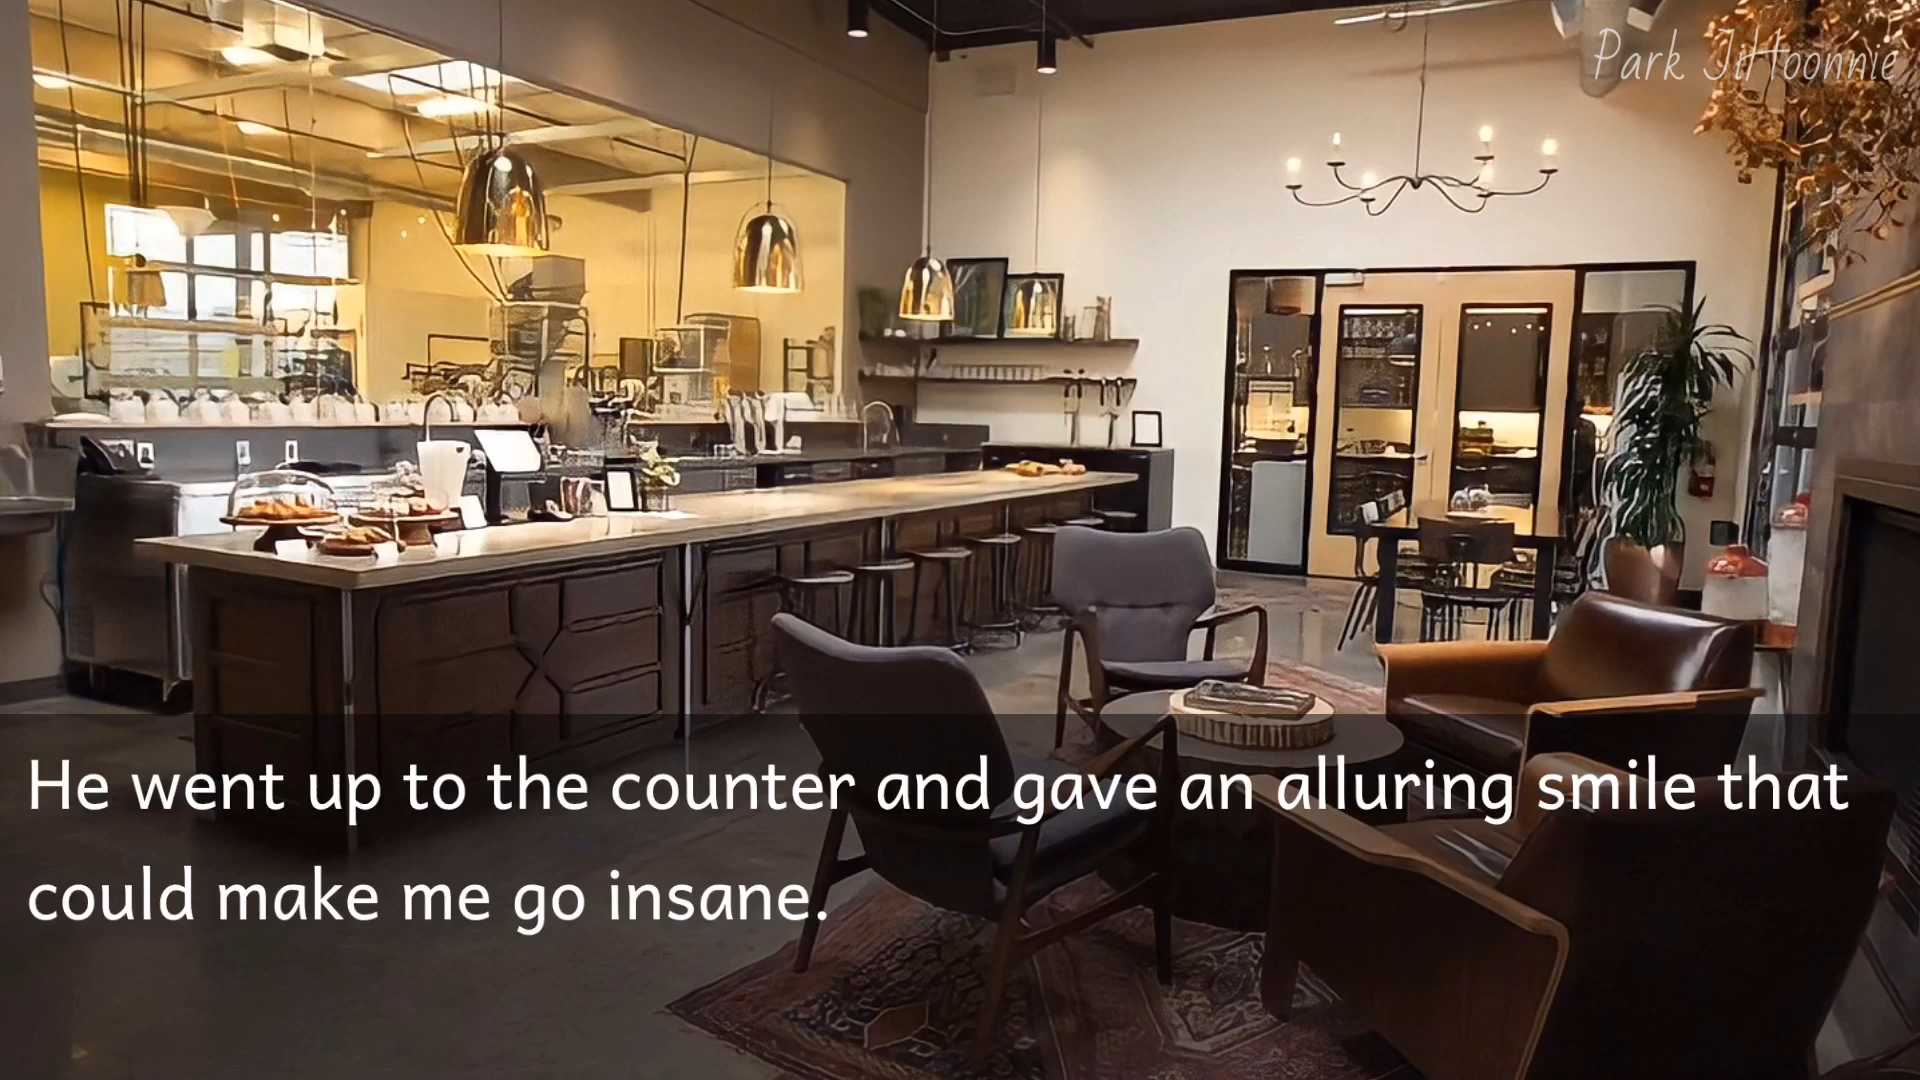 Park JiHoonnie
He went up to the counter and gave an alluring smile that
could make me go insane.